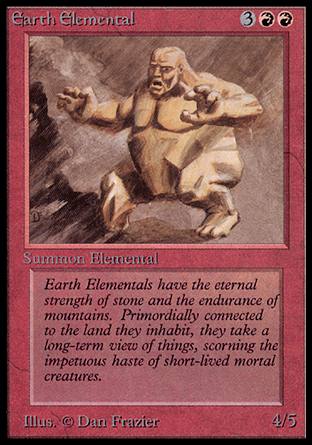 Earth Elemental 3
Summon Elemental
Earth Elementals have the eternal
strength of stone and the endurance of
mountains. Primordially connected
to the land they inhabit, they take a
long-term view of things, scorning the
impetuous haste of short-lived mortal
creatures.
Illus. © Dan Frazier 4/5